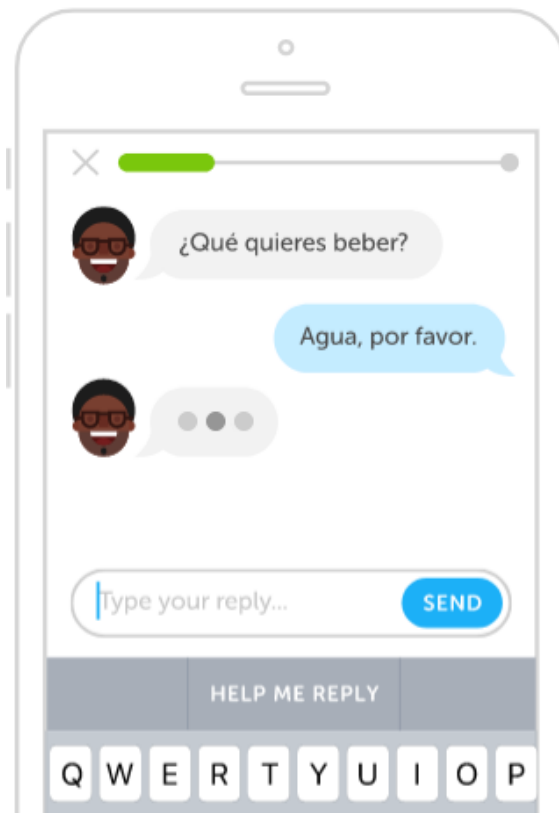 ¿Qué quieres beber?
Agua, por favor.
Type your reply...
SEND
HELP ME REPLY
Q W E R T Y U I O P